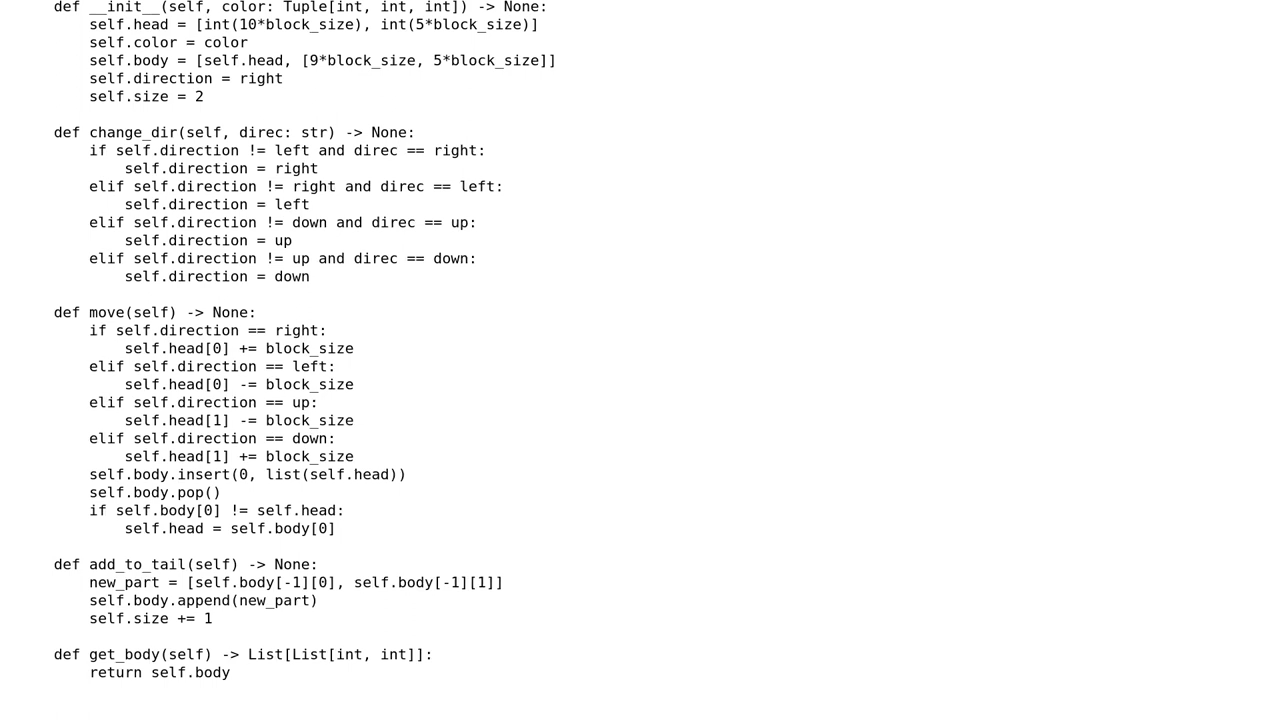 def __init__(self, color: Tuple[int, int, int]) -> None:
    self.head = [int(10*block_size), int(5*block_size)]
    self.color = color
    self.body = [self.head, [9*block_size, 5*block_size]]
    self.direction = right
    self.size = 2

def change_dir(self, direc: str) -> None:
    if self.direction != left and direc == right:
        self.direction = right
    elif self.direction != right and direc == left:
        self.direction = left
    elif self.direction != down and direc == up:
        self.direction = up
    elif self.direction != up and direc == down:
        self.direction = down

def move(self) -> None:
    if self.direction == right:
        self.head[0] += block_size
    elif self.direction == left:
        self.head[0] -= block_size
    elif self.direction == up:
        self.head[1] -= block_size
    elif self.direction == down:
        self.head[1] += block_size
    self.body.insert(0, list(self.head))
    self.body.pop()
    if self.body[0] != self.head:
        self.head = self.body[0]

def add_to_tail(self) -> None:
    new_part = [self.body[-1][0], self.body[-1][1]]
    self.body.append(new_part)
    self.size += 1

def get_body(self) -> List[List[int, int]]:
    return self.body